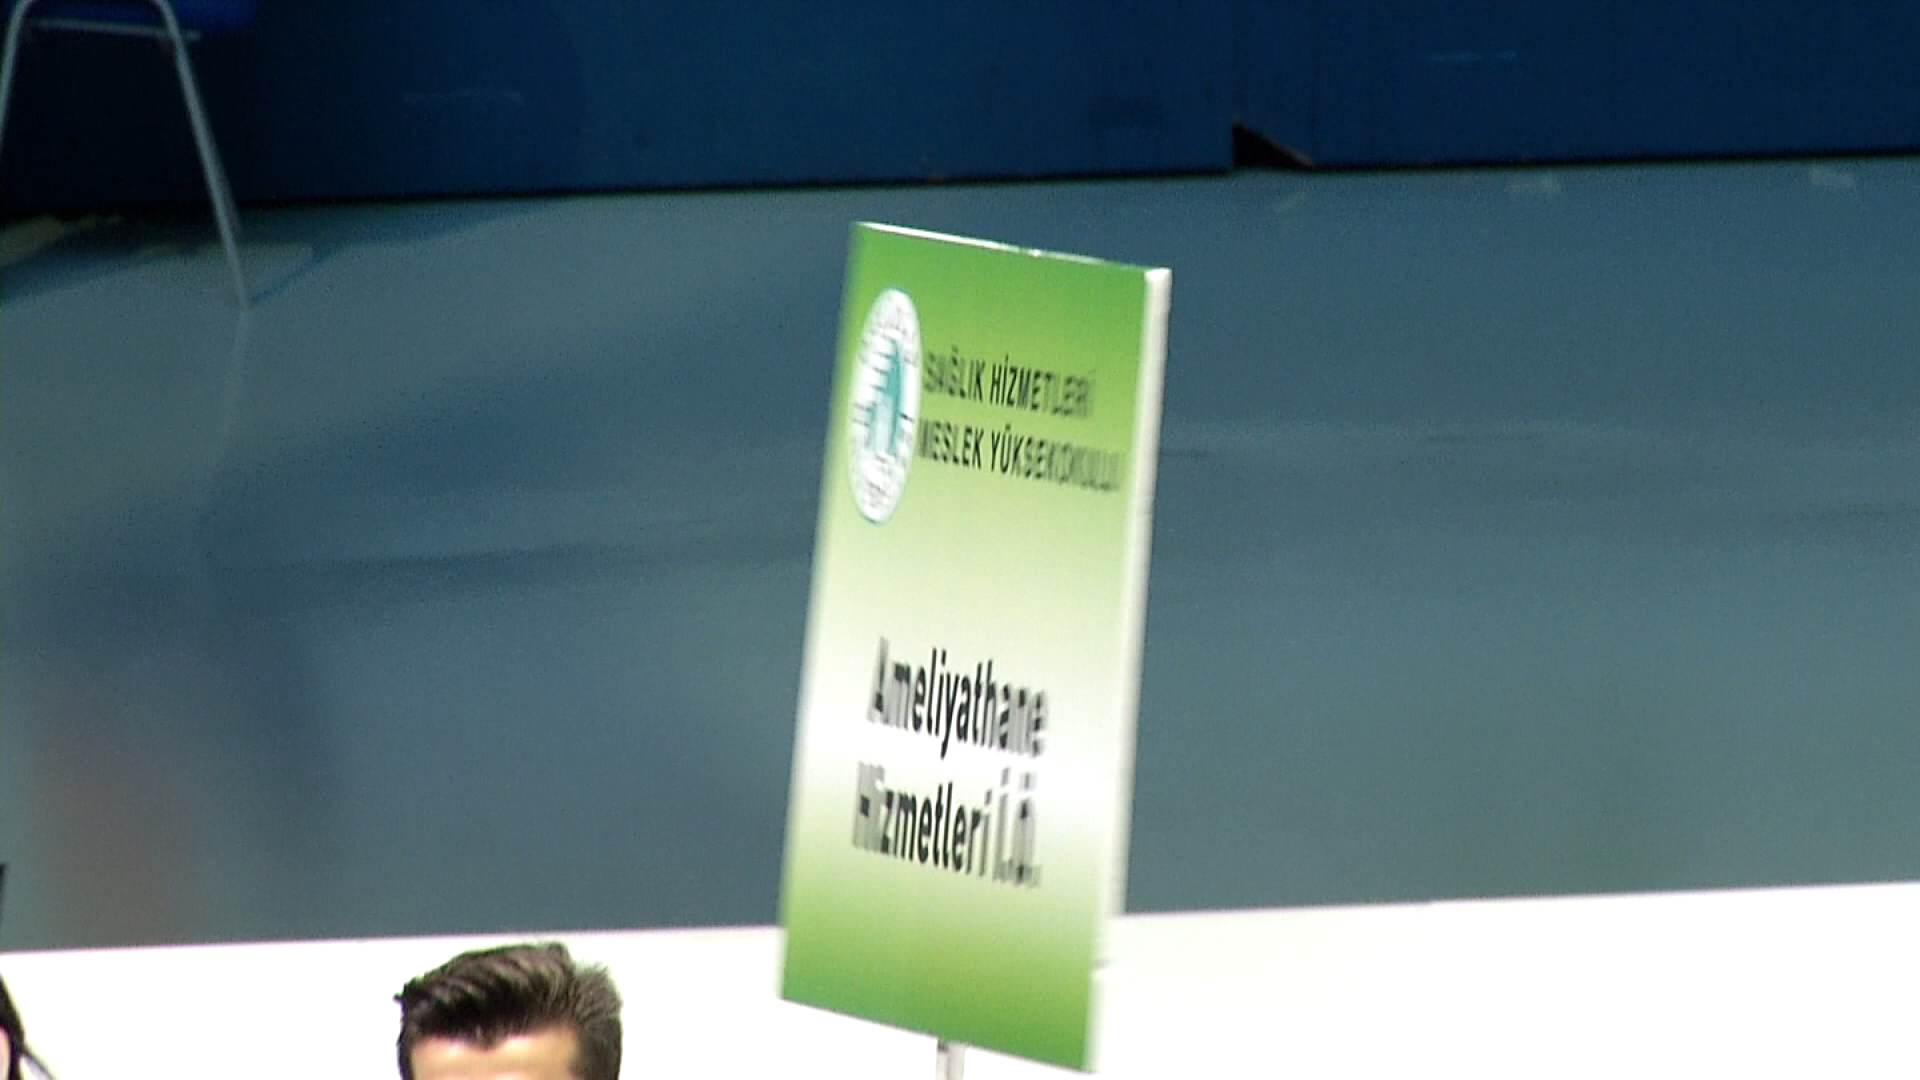 SAĞLIK HİZMETLERİ
MESLEK YÜKSEKOKULU
Ameliyathane
Hizmetleri İ.Ö.